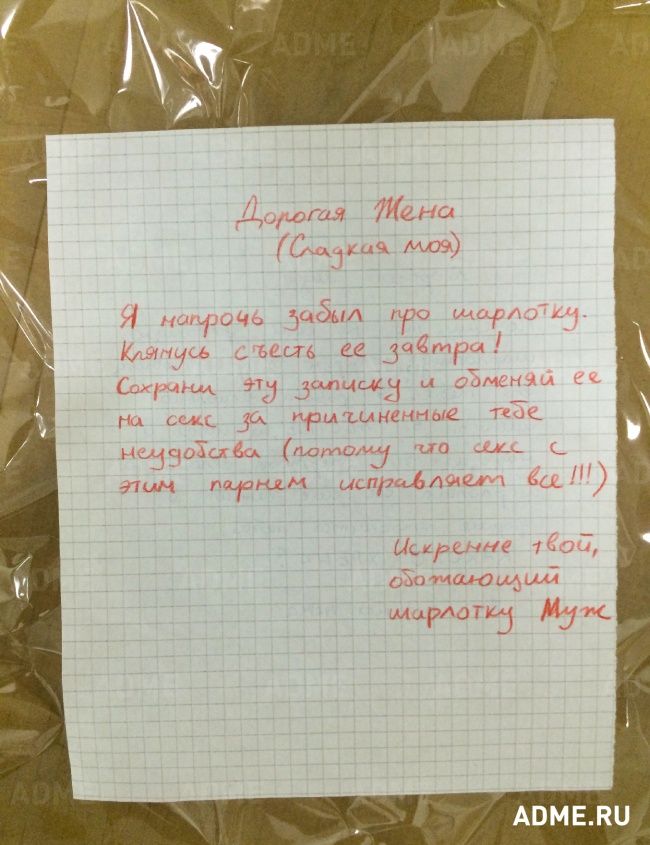 Дорогая Жена
(Сладкая моя)
Я напрочь забыл про шарлотку.
Клянусь съесть ее завтра!
Сохрани эту записку и обменяй ее
на секс за причиненные тебе
неудобства (потому что секс с
этим парнем исправляет все!!!)
Искренне твой,
обожающий
шарлотку Муж
ADME.RU